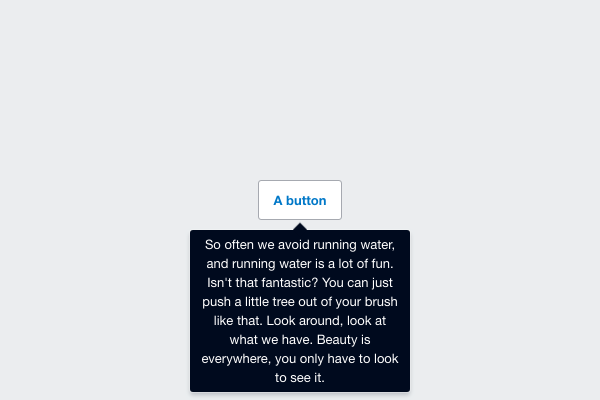 A button
So often we avoid running water,
and running water is a lot of fun.
Isn't that fantastic? You can just
push a little tree out of your brush
like that. Look around, look at
what we have. Beauty is
everywhere, you only have to look
to see it.